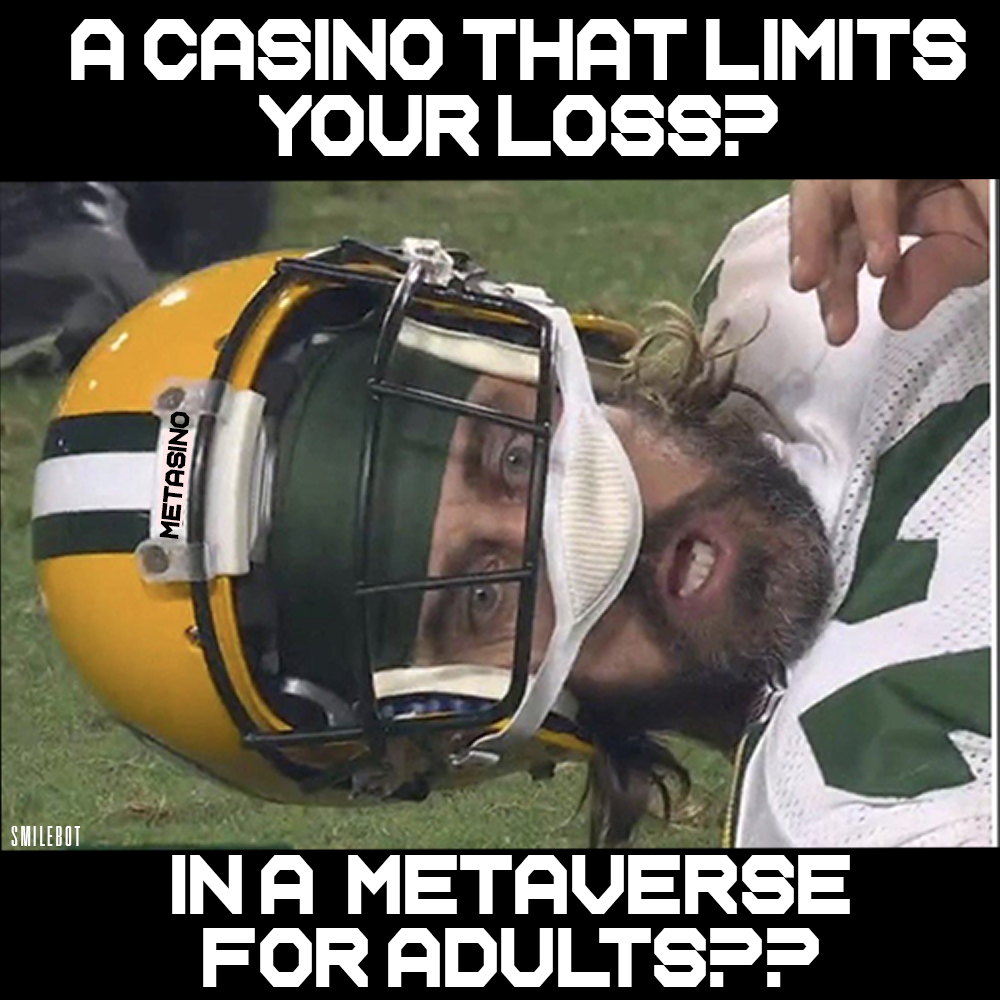 A CASINO THAT LIMITS
YOUR LOSS?
METASINO
SMILEBOT
IN A METAVERSE
FOR ADULTS??